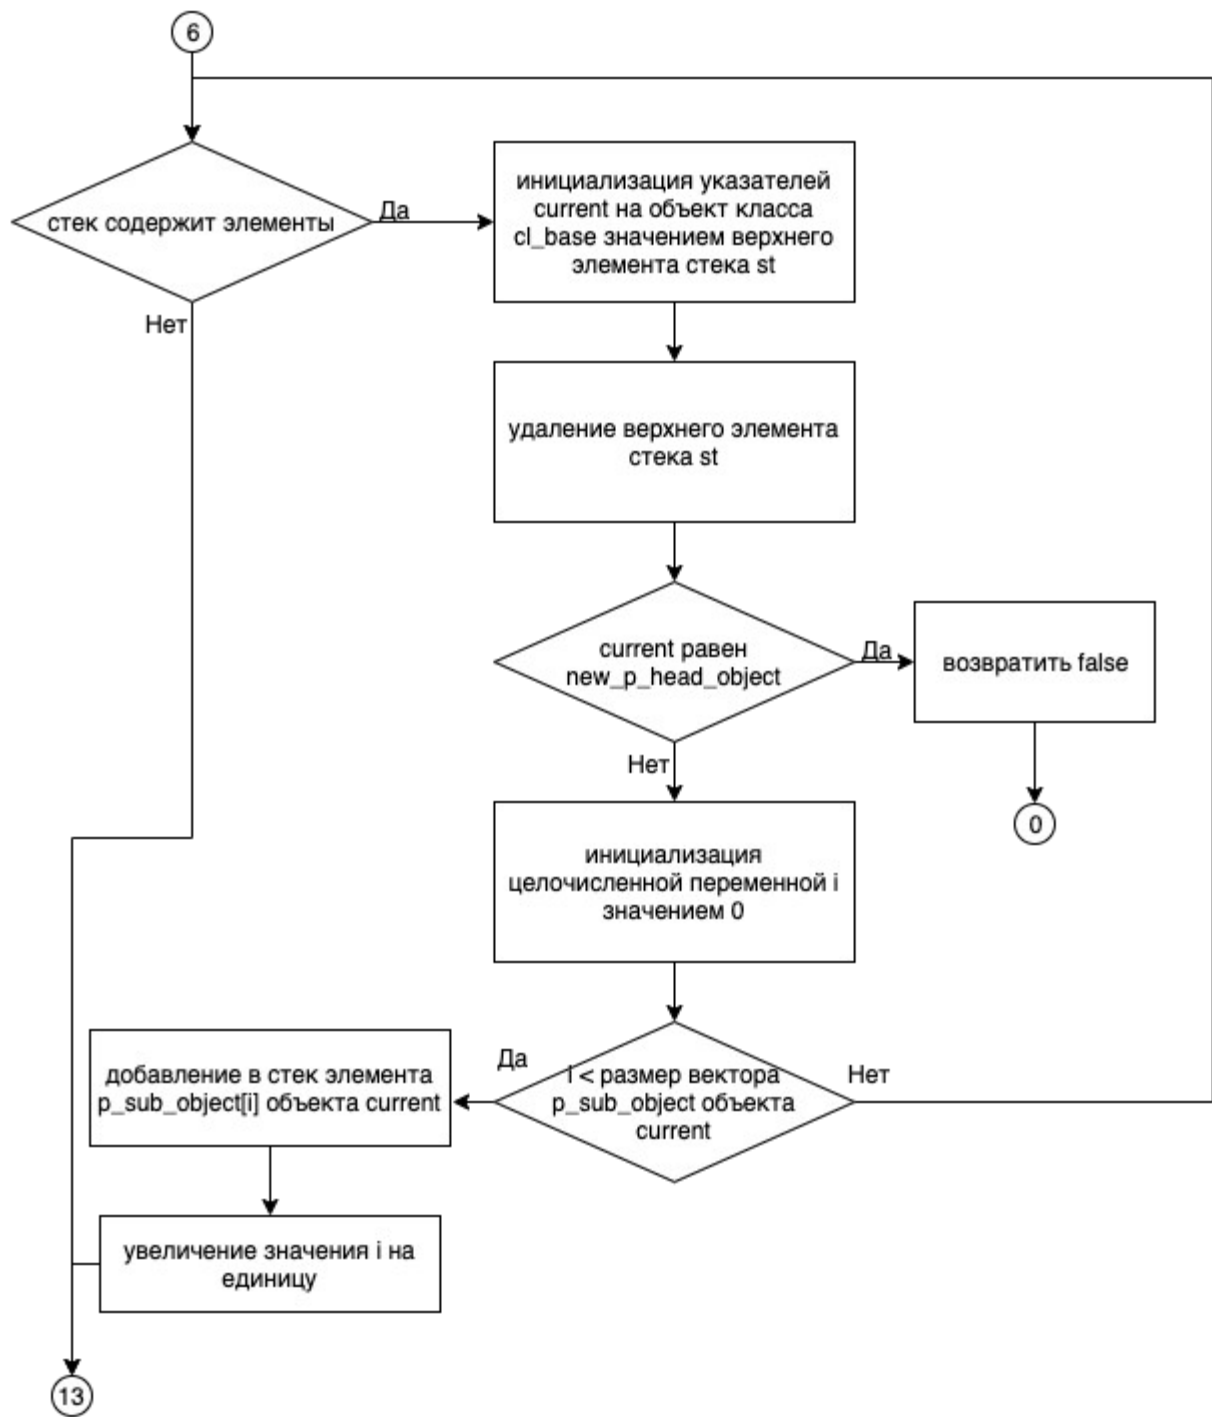 6
стек содержит элементы
Да
Нет
инициализация указателей
current на объект класса
cl_base значением верхнего
элемента стека st
удаление верхнего элемента
стека st
current равен
new_p_head_object
Да
возвратить false
0
Нет
инициализация
целочисленной переменной i
значением 0
i < размер вектора
p_sub_object объекта
current
Да
Нет
добавление в стек элемента
p_sub_object[i] объекта current
увеличение значения i на
единицу
13